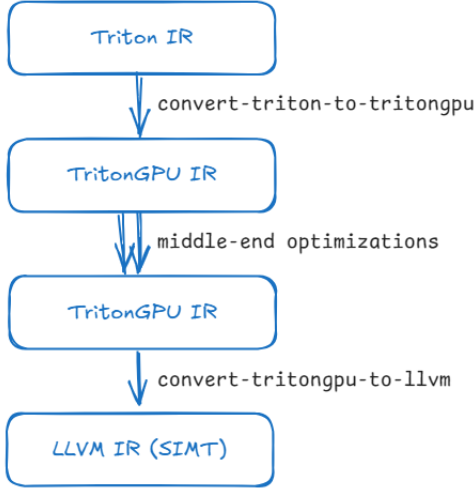 Triton IR
convert-triton-to-tritongpu
TritonGPU IR
middle-end optimizations
TritonGPU IR
convert-tritongpu-to-llvm
LLVM IR (SIMT)